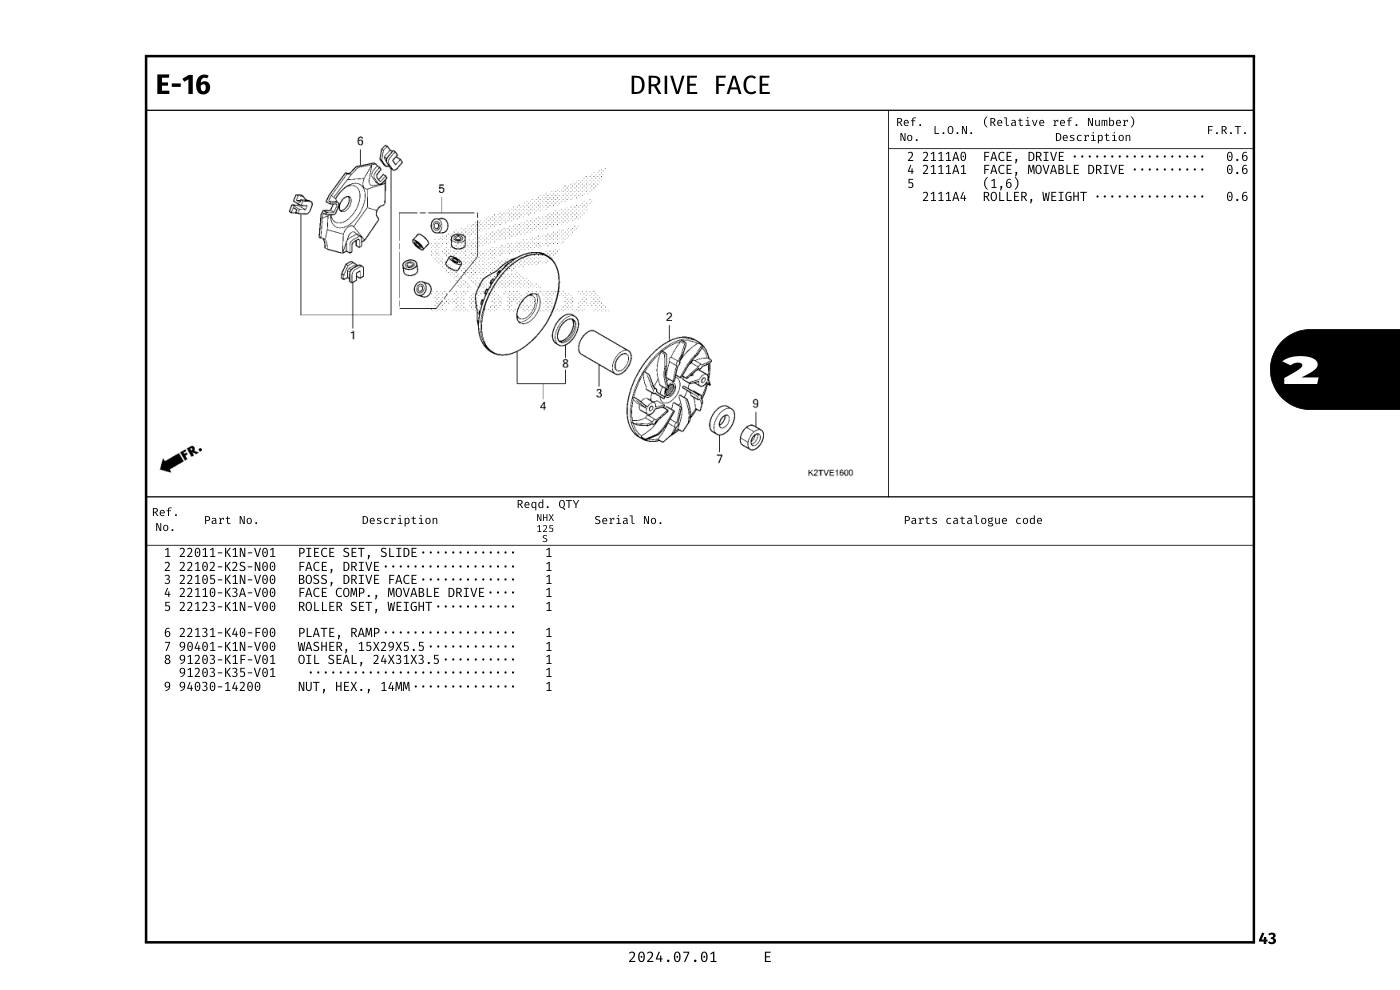 E-16
DRIVE FACE
6
5
1
2
8
3
4
9
7
FR.
K2TVE1600
Ref. No. L.O.N. (Relative ref. Number) Description F.R.T.
2 2111A0 FACE, DRIVE ·················· 0.6
4 2111A1 FACE, MOVABLE DRIVE ·········· 0.6
5 (1,6)
2111A4 ROLLER, WEIGHT ··············· 0.6
2
Ref. No. Part No. Description Reqd. QTY NHX 125 S Serial No. Parts catalogue code
1 22011-K1N-V01 PIECE SET, SLIDE············· 1
2 22102-K2S-N00 FACE, DRIVE·················· 1
3 22105-K1N-V00 BOSS, DRIVE FACE············· 1
4 22110-K3A-V00 FACE COMP., MOVABLE DRIVE···· 1
5 22123-K1N-V00 ROLLER SET, WEIGHT··········· 1
6 22131-K40-F00 PLATE, RAMP·················· 1
7 90401-K1N-V00 WASHER, 15X29X5.5············ 1
8 91203-K1F-V01 OIL SEAL, 24X31X3.5·········· 1
91203-K35-V01 ···························· 1
9 94030-14200 NUT, HEX., 14MM·············· 1
43
2024.07.01 E